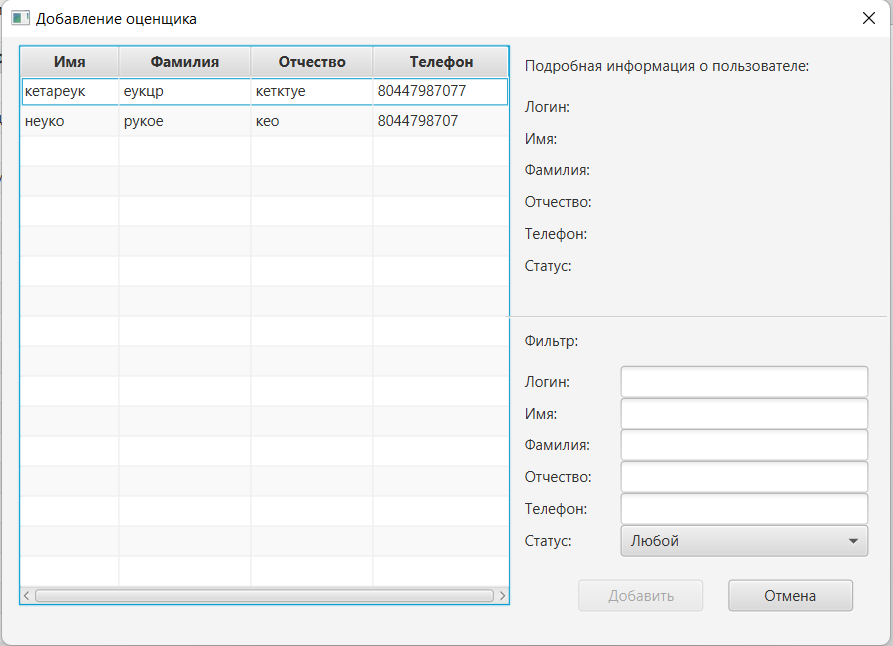 Добавление оценщика
Имя Фамилия Отчество Телефон
кетареук еукцр кетктуе 80447987077
неуко рукое кео 8044798707
Подробная информация о пользователе:
Логин:
Имя:
Фамилия:
Отчество:
Телефон:
Статус:
Фильтр:
Логин:
Имя:
Фамилия:
Отчество:
Телефон:
Статус: Любой
Добавить Отмена